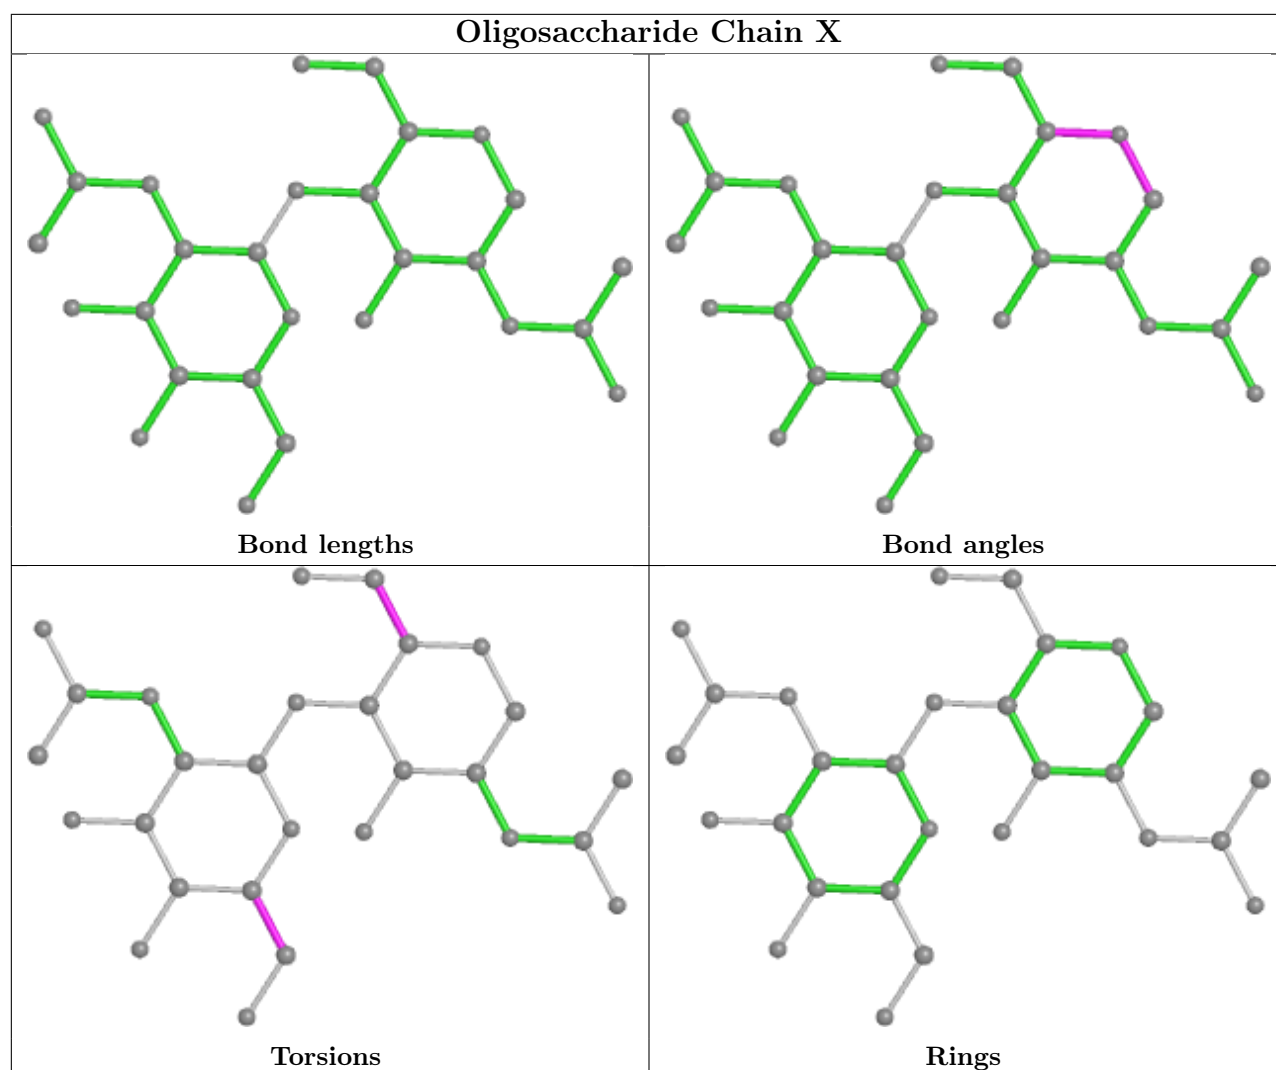 Oligosaccharide Chain X
Bond lengths
Bond angles
Torsions
Rings